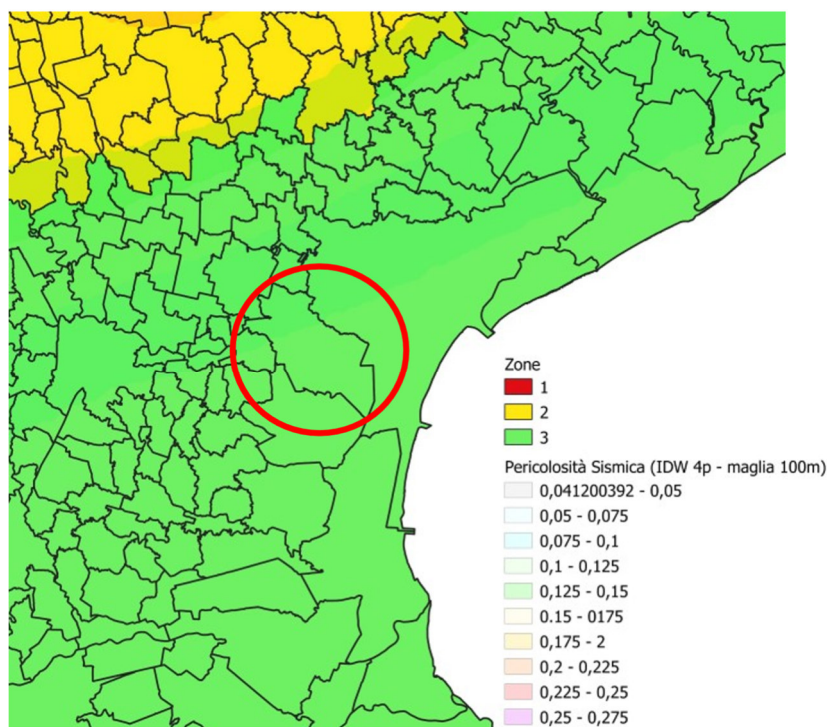 Zone
1
2
3
Pericolosità Sismica (IDW 4p - maglia 100m)
0,041200392 - 0,05
0,05 - 0,075
0,075 - 0,1
0,1 - 0,125
0,125 - 0,15
0.15 - 0175
0,175 - 2
0,2 - 0,225
0,225 - 0,25
0,25 - 0,275